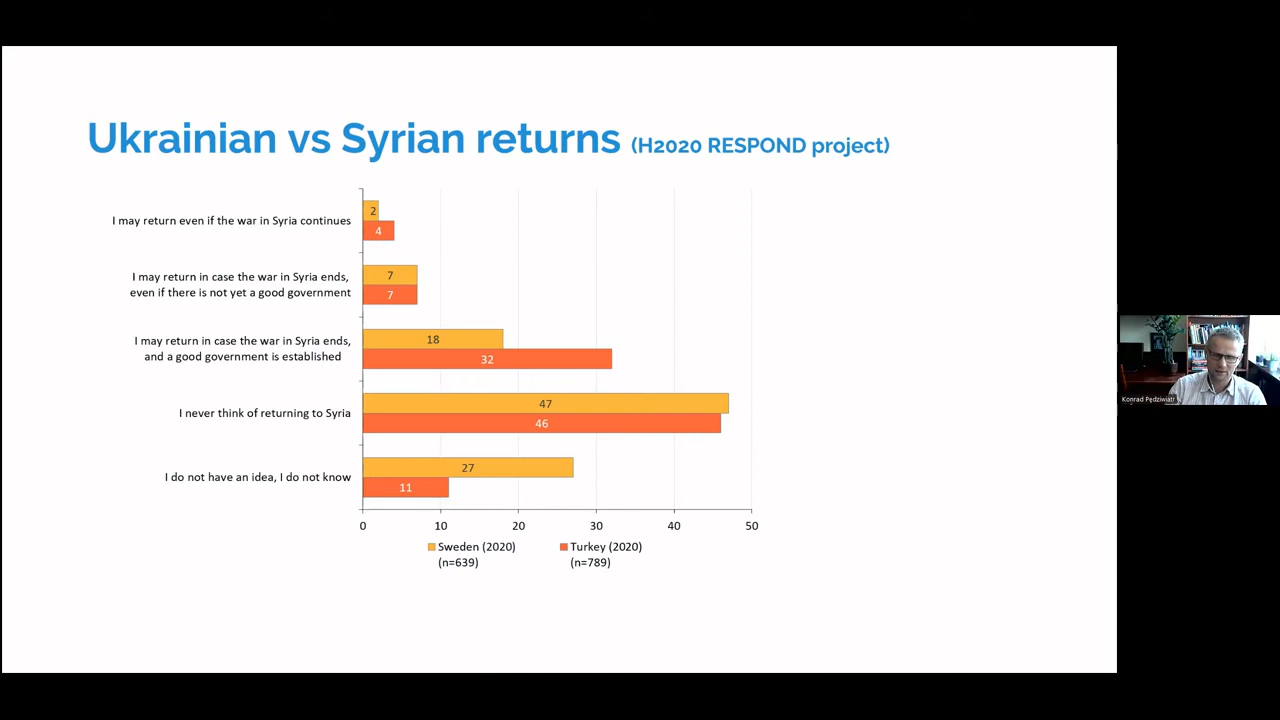 Ukrainian vs Syrian returns (H2020 RESPOND project)
I may return even if the war in Syria continues
2
4
I may return in case the war in Syria ends,
even if there is not yet a good government
7
7
I may return in case the war in Syria ends,
and a good government is established
18
32
I never think of returning to Syria
47
46
I do not have an idea, I do not know
27
11
0 10 20 30 40 50
Sweden (2020) Turkey (2020)
(n=639) (n=789)
Konrad Pędziwiatr